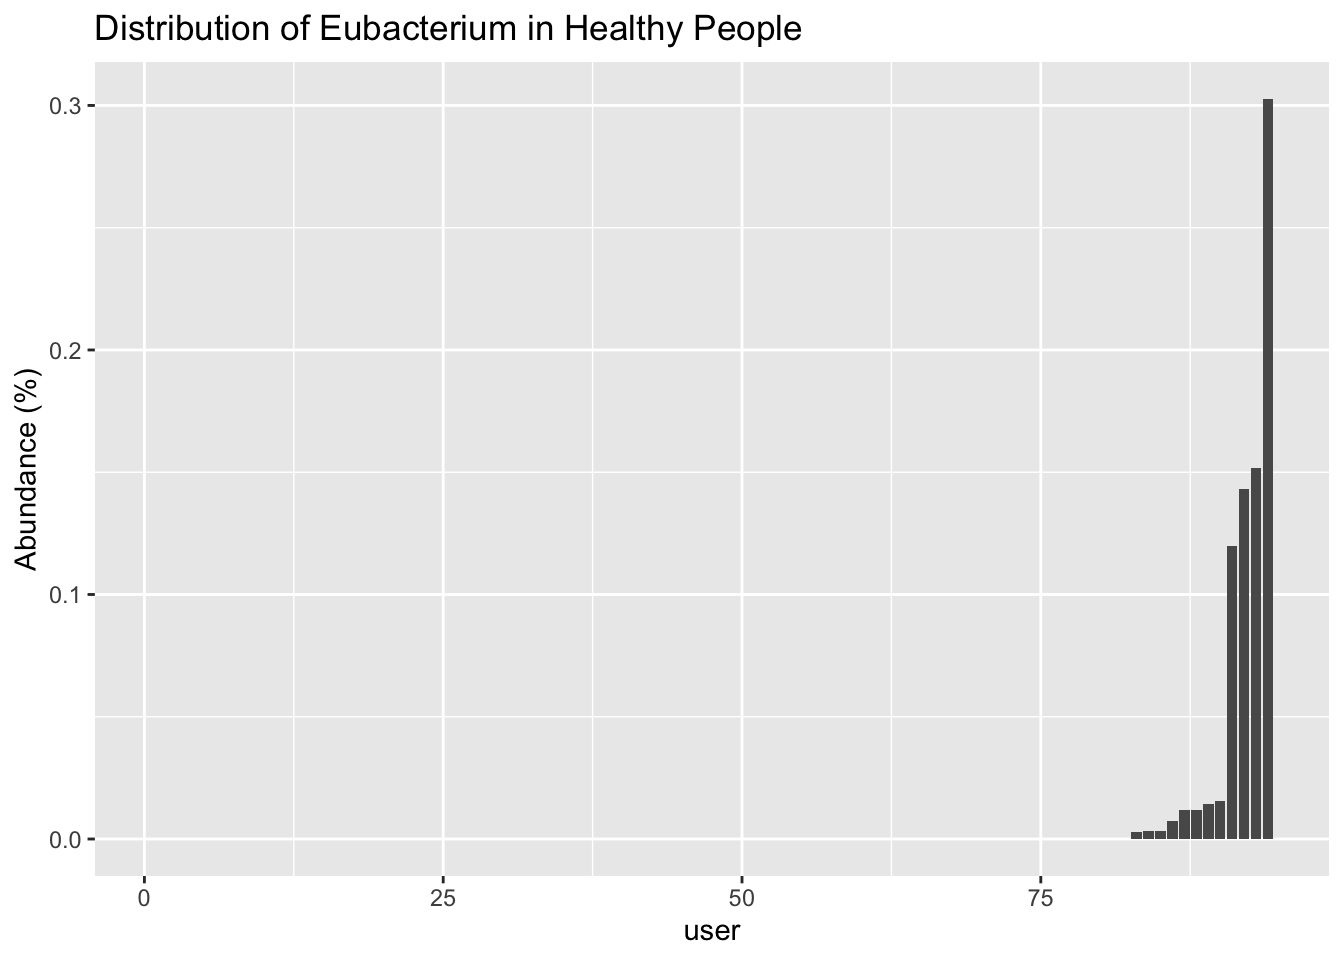 Distribution of Eubacterium in Healthy People
0.3
0.2
0.1
0.0
Abundance (%)
0 25 50 75
user